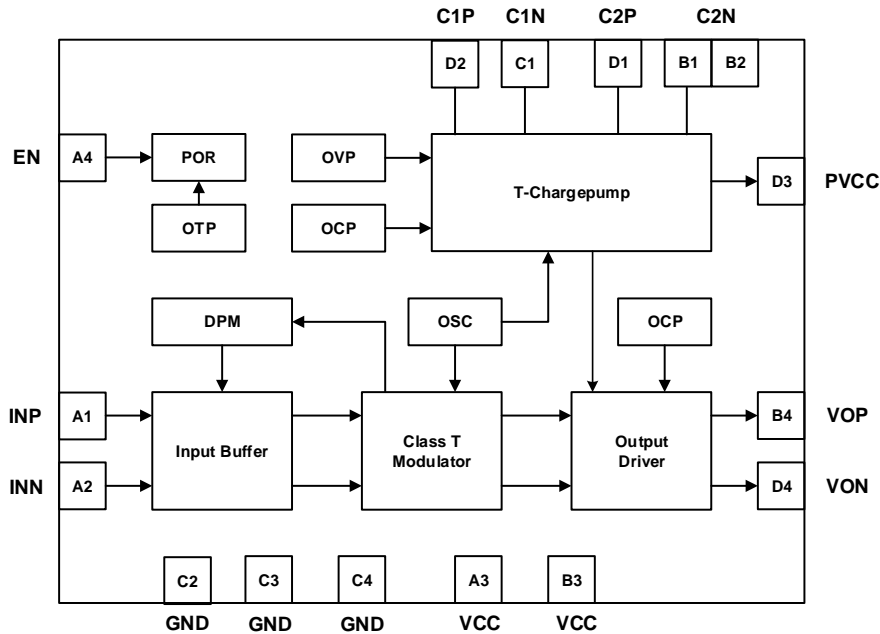 C1P C1N C2P C2N
D2 C1 D1 B1 B2
EN A4 POR OVP T-Chargepump D3 PVCC
OTP OCP
DPM OSC OCP
INP A1 Input Buffer Class T Modulator Output Driver B4 VOP
INN A2 D4 VON
C2 C3 C4 A3 B3
GND GND GND VCC VCC